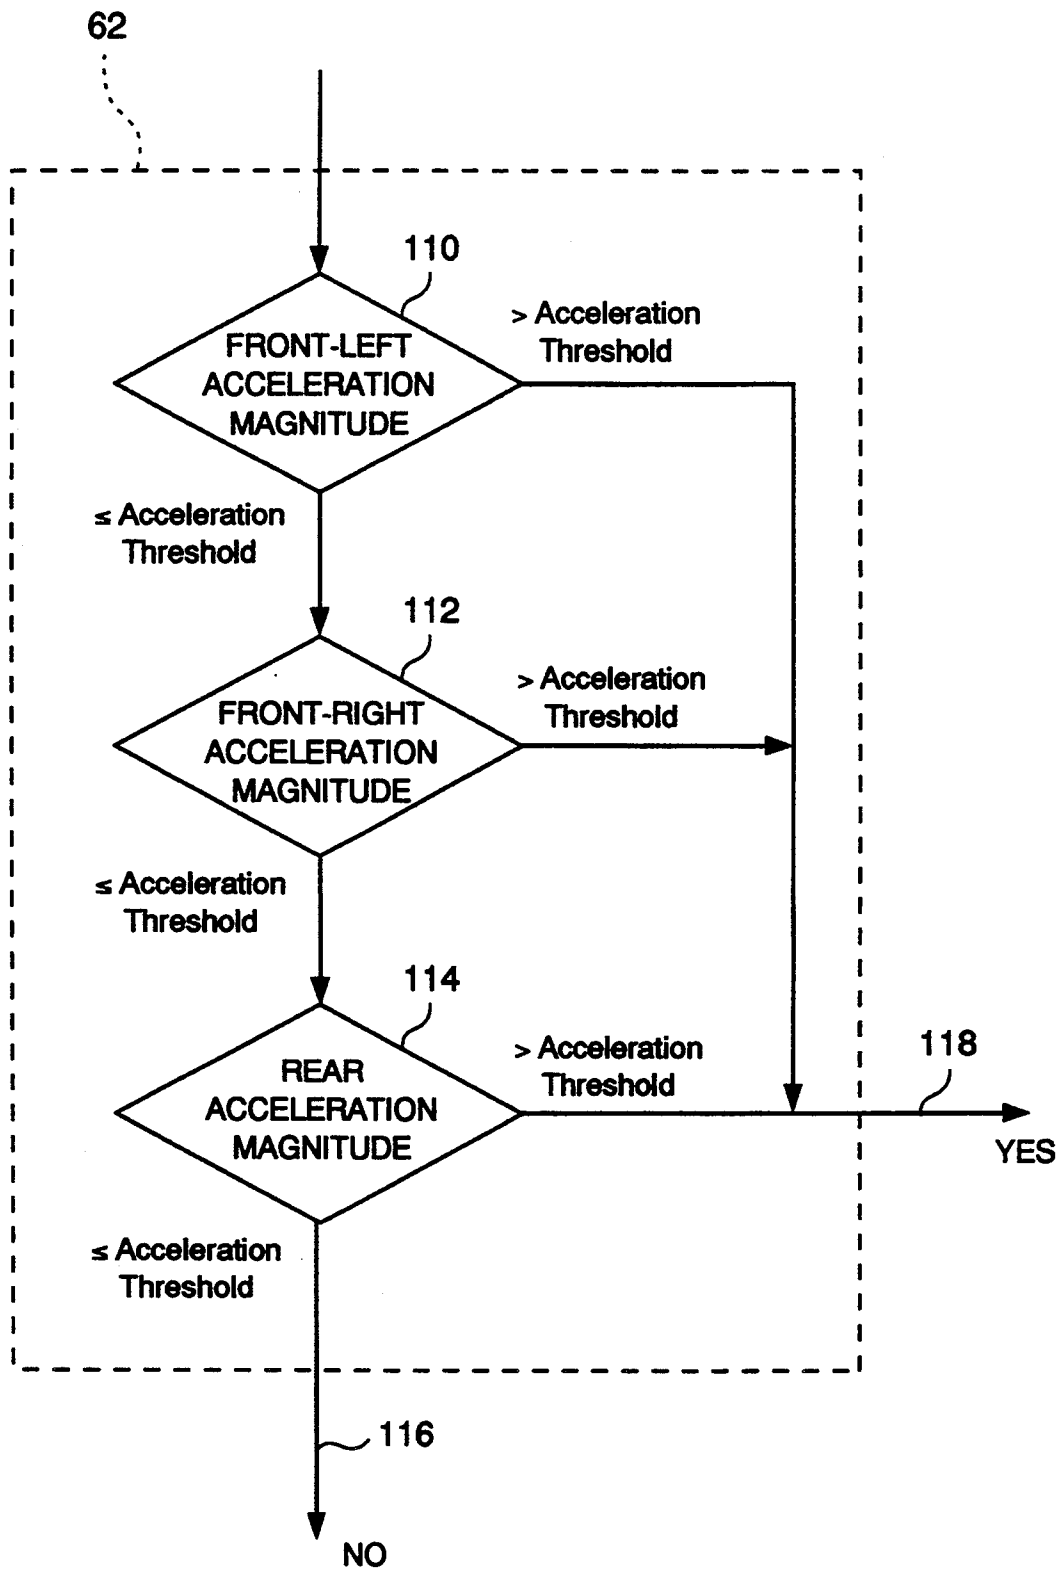 62
110
> Acceleration
Threshold
FRONT-LEFT
ACCELERATION
MAGNITUDE
≤ Acceleration
Threshold
112
> Acceleration
Threshold
FRONT-RIGHT
ACCELERATION
MAGNITUDE
≤ Acceleration
Threshold
114
> Acceleration
Threshold
REAR
ACCELERATION
MAGNITUDE
118
YES
≤ Acceleration
Threshold
116
NO